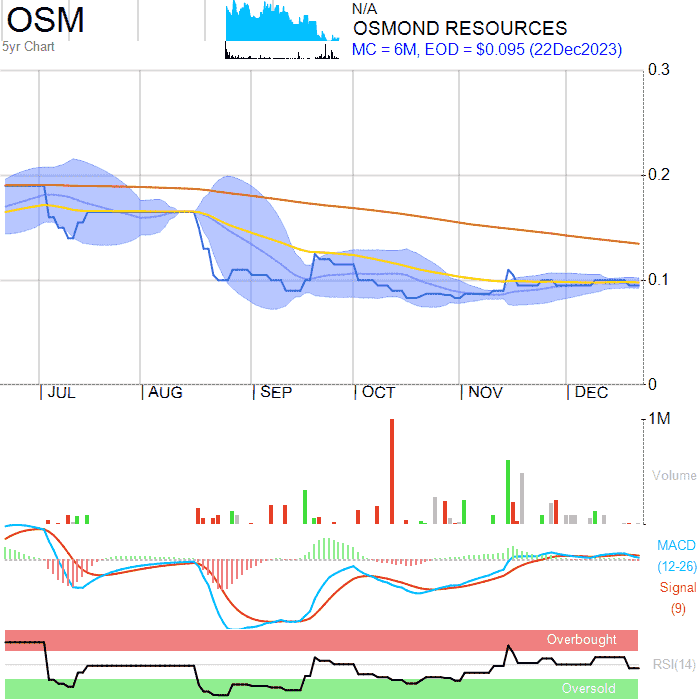 OSM
5yr Chart
N/A
OSMOND RESOURCES
MC = 6M, EOD = $0.095 (22Dec2023)
0.3
0.2
0.1
0
JUL AUG SEP OCT NOV DEC
1M
Volume
MACD
(12-26)
Signal
(9)
Overbought
RSI(14)
Oversold